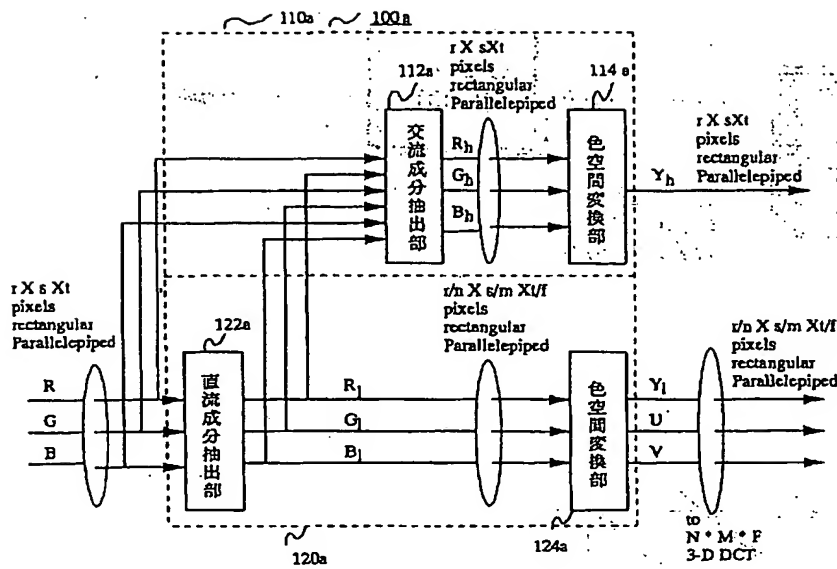 110a
100a
r X sXt
pixels
rectangular
Parallelepiped
112a
114a
交流成分抽出部
Rh
Gh
Bh
色空間変換部
Yh
r X sXt
pixels
rectangular
Parallelepiped
r X s Xt
pixels
rectangular
Parallelepiped
122a
r/n X s/m Xt/f
pixels
rectangular
Parallelepiped
r/n X s/m Xt/f
pixels
rectangular
Parallelepiped
R
G
B
直流成分抽出部
Rl
Gl
Bl
色空間変換部
Yl
U
V
120a
124a
to
N * M * F
3-D DCT